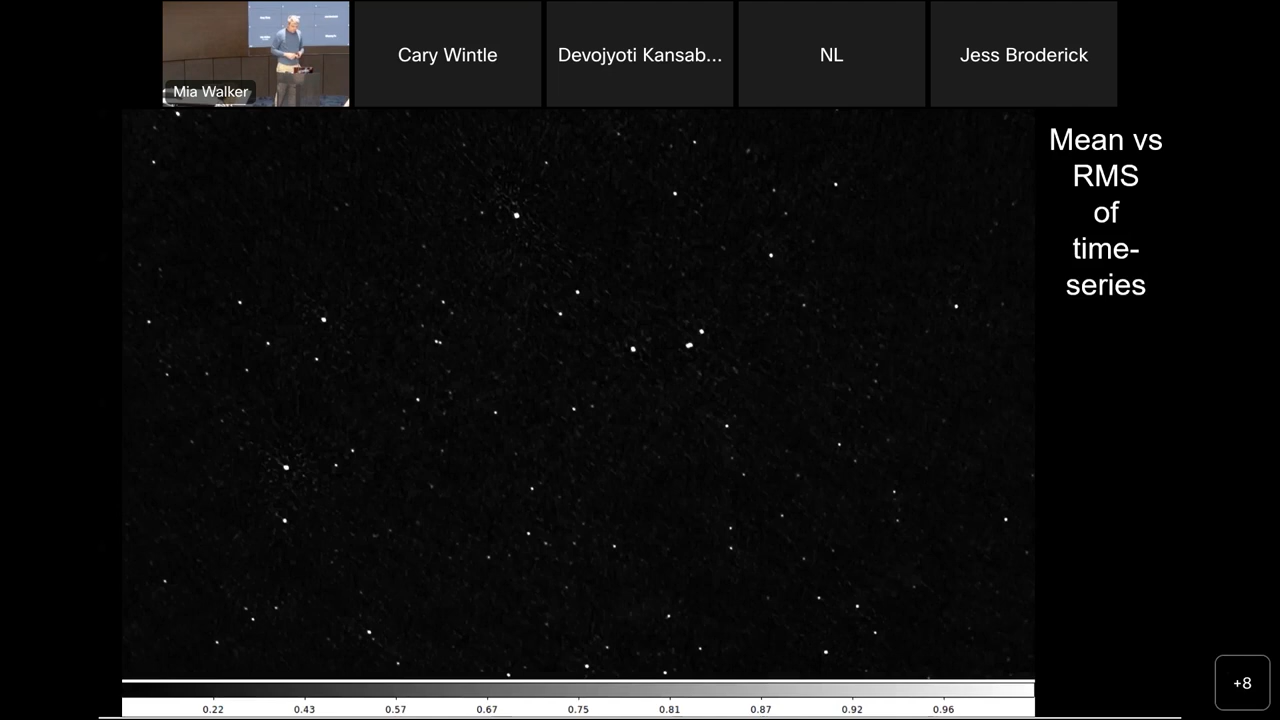 Mia Walker
Cary Wintle
Devojyoti Kansab...
NL
Jess Broderick
Mean vs
RMS
of
time-
series
0.22 0.43 0.57 0.67 0.75 0.81 0.87 0.92 0.96
+8